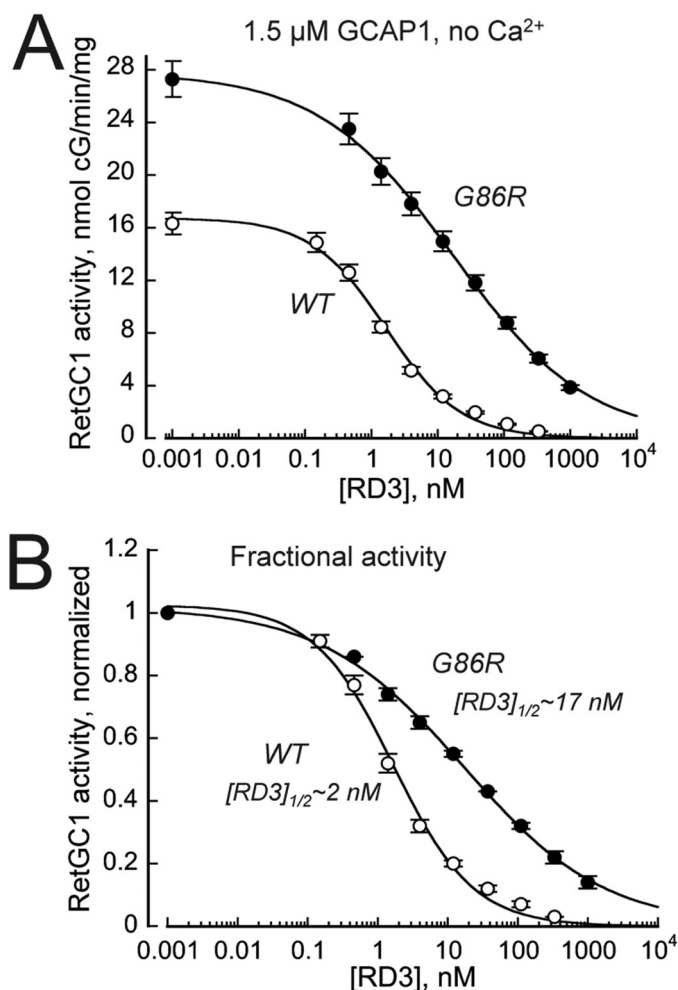 A
1.5 µM GCAP1, no Ca²⁺
RetGC1 activity, nmol cG/min/mg
28
24
20
16
12
8
4
0
G86R
WT
0.001 0.01 0.1 1 10 100 1000 10⁴
[RD3], nM
B
Fractional activity
RetGC1 activity, normalized
1.2
1
0.8
0.6
0.4
0.2
0
G86R
[RD3]1/2~17 nM
WT
[RD3]1/2~2 nM
0.001 0.01 0.1 1 10 100 1000 10⁴
[RD3], nM